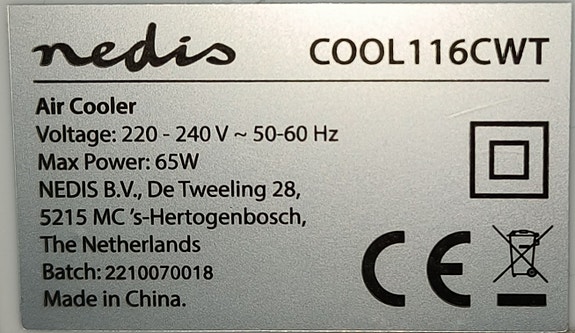 nedis COOL116CWT
Air Cooler
Voltage: 220 - 240 V ~ 50-60 Hz
Max Power: 65W
NEDIS B.V., De Tweeling 28,
5215 MC 's-Hertogenbosch,
The Netherlands
Batch: 2210070018
Made in China.
CE